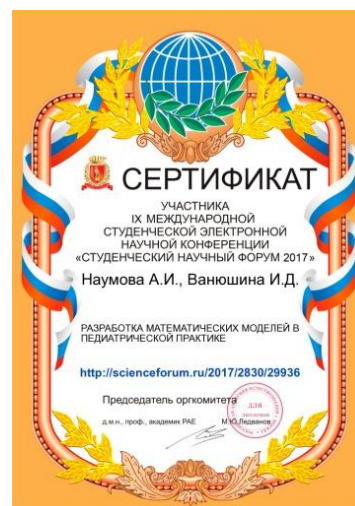 СЕРТИФИКАТ
УЧАСТНИКА
IX МЕЖДУНАРОДНОЙ
СТУДЕНЧЕСКОЙ ЭЛЕКТРОННОЙ
НАУЧНОЙ КОНФЕРЕНЦИИ
«СТУДЕНЧЕСКИЙ НАУЧНЫЙ ФОРУМ 2017»
Наумова А.И., Ванюшина И.Д.
РАЗРАБОТКА МАТЕМАТИЧЕСКИХ МОДЕЛЕЙ В
ПЕДИАТРИЧЕСКОЙ ПРАКТИКЕ
http://scienceforum.ru/2017/2830/29936
Председатель оргкомитета
ДЛЯ
д.м.н., проф., академик РАЕ М.Ю.Ледванов